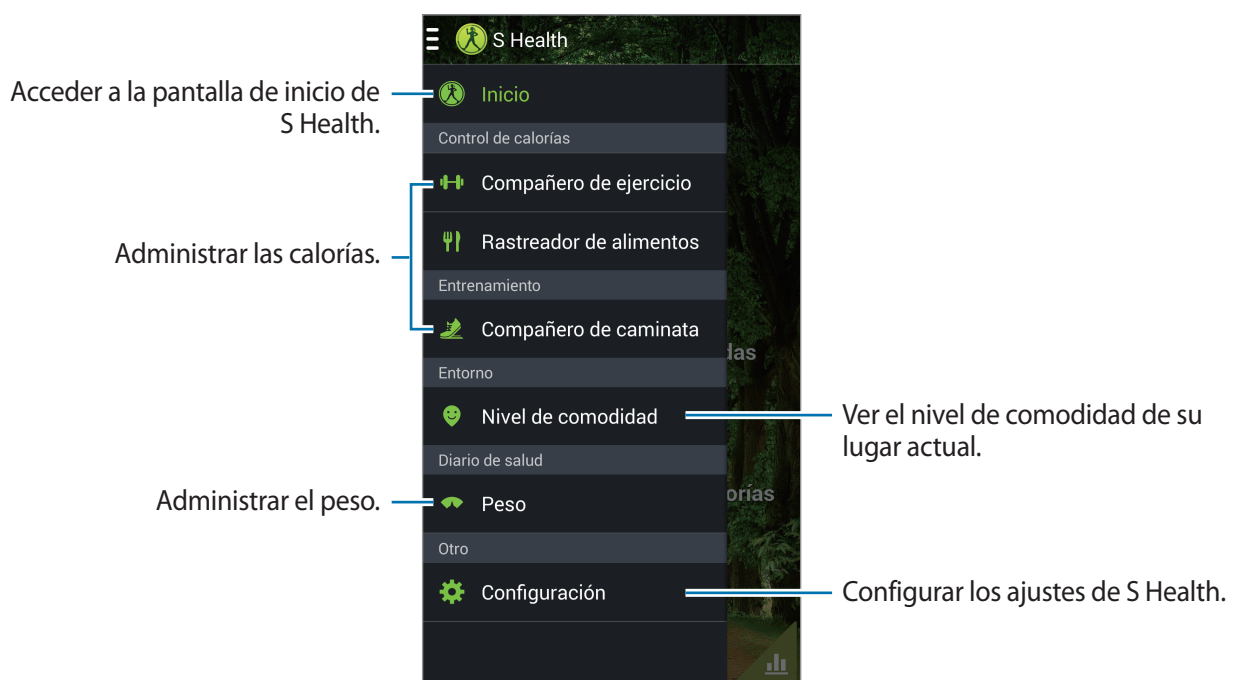 S Health
Acceder a la pantalla de inicio de
S Health.
Inicio
Control de calorías
Compañero de ejercicio
Administrar las calorías.
Rastreador de alimentos
Entrenamiento
Compañero de caminata
das
Entorno
Nivel de comodidad
Ver el nivel de comodidad de su
lugar actual.
Diario de salud
Administrar el peso.
Peso
orías
Otro
Configuración
Configurar los ajustes de S Health.